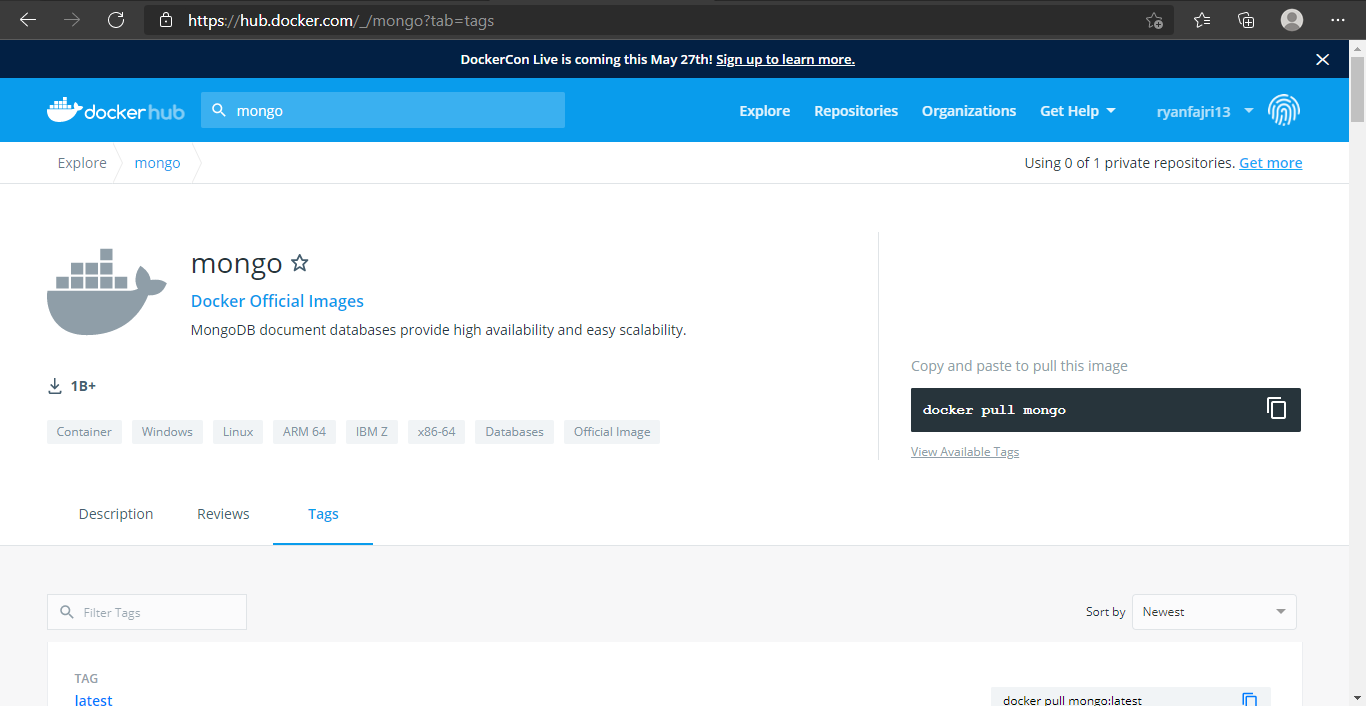 https://hub.docker.com/_/mongo?tab=tags
DockerCon Live is coming this May 27th! Sign up to learn more.
docker hub
mongo
Explore
Repositories
Organizations
Get Help
ryanfajri13
Explore
mongo
Using 0 of 1 private repositories. Get more
mongo
Docker Official Images
MongoDB document databases provide high availability and easy scalability.
1B+
Container
Windows
Linux
ARM 64
IBM Z
x86-64
Databases
Official Image
Copy and paste to pull this image
docker pull mongo
View Available Tags
Description
Reviews
Tags
Filter Tags
Sort by
Newest
TAG
latest
docker pull mongo:latest